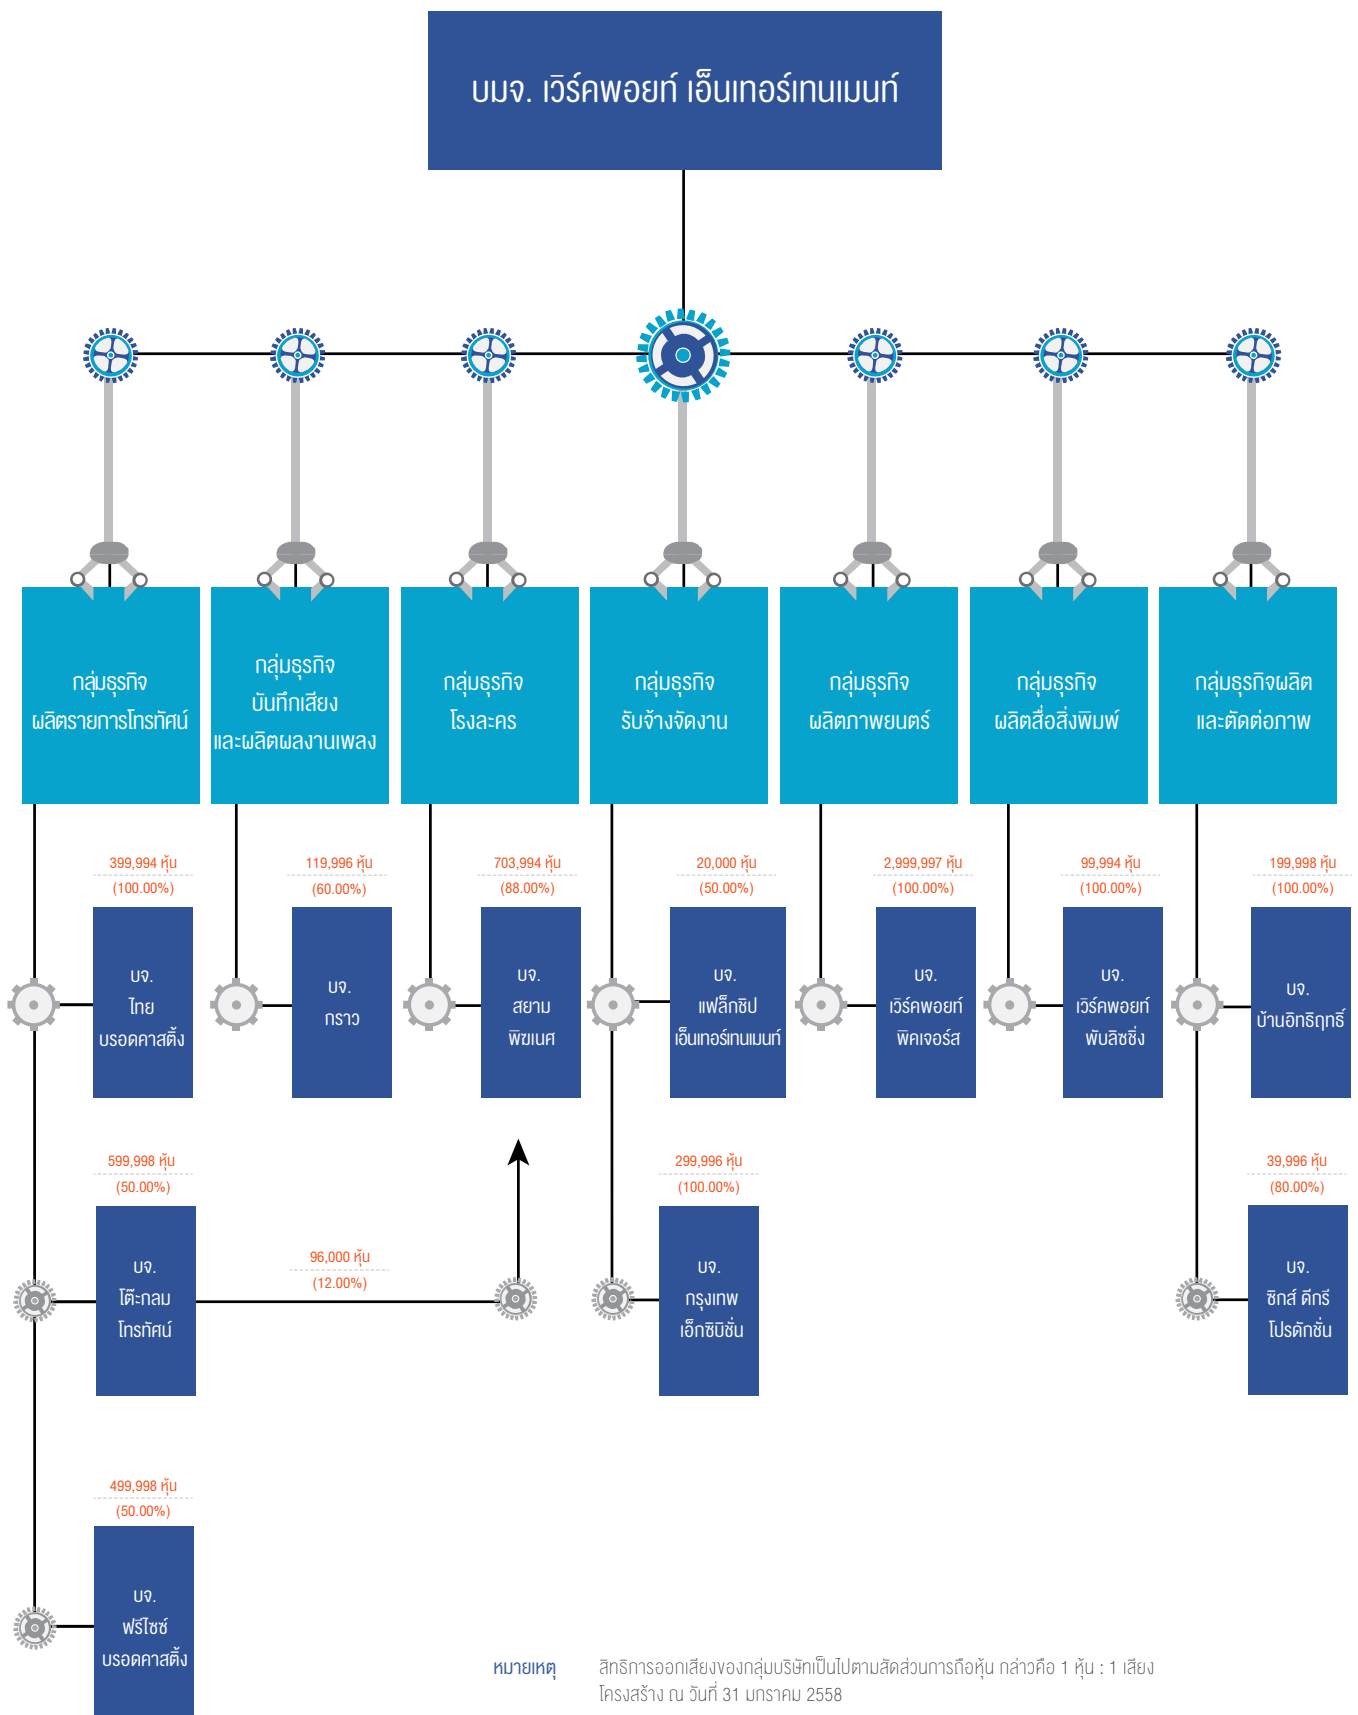 บมจ. เวิร์คพอยท์ เอ็นเทอร์เทนเมนท์
กลุ่มธุรกิจ
ผลิตรายการโทรทัศน์
กลุ่มธุรกิจ
บันทึกเสียง
และผลิตผลงานเพลง
กลุ่มธุรกิจ
โรงละคร
กลุ่มธุรกิจ
รับจ้างจัดงาน
กลุ่มธุรกิจ
ผลิตภาพยนตร์
กลุ่มธุรกิจ
ผลิตสื่อสิ่งพิมพ์
กลุ่มธุรกิจผลิต
และตัดต่อภาพ
399,994 หุ้น
(100.00%)
บจ.
ไทย
บรอดคาสติ้ง
119,996 หุ้น
(60.00%)
บจ.
กราว
703,994 หุ้น
(88.00%)
บจ.
สยาม
พิฆเนศ
20,000 หุ้น
(50.00%)
บจ.
แฟล็กชิป
เอ็นเทอร์เทนเมนท์
2,999,997 หุ้น
(100.00%)
บจ.
เวิร์คพอยท์
พิคเจอร์ส
99,994 หุ้น
(100.00%)
บจ.
เวิร์คพอยท์
พับลิชชิ่ง
199,998 หุ้น
(100.00%)
บจ.
บ้านอิทธิฤทธิ์
599,998 หุ้น
(50.00%)
บจ.
โต๊ะกลม
โทรทัศน์
96,000 หุ้น
(12.00%)
299,996 หุ้น
(100.00%)
บจ.
กรุงเทพ
เอ็กซิบิชั่น
39,996 หุ้น
(80.00%)
บจ.
ซิกส์ ดีกรี
โปรดักชั่น
499,998 หุ้น
(50.00%)
บจ.
ฟรีไซซ์
บรอดคาสติ้ง
หมายเหตุ สิทธิการออกเสียงของกลุ่มบริษัทเป็นไปตามสัดส่วนการถือหุ้น กล่าวคือ 1 หุ้น : 1 เสียง
โครงสร้าง ณ วันที่ 31 มกราคม 2558